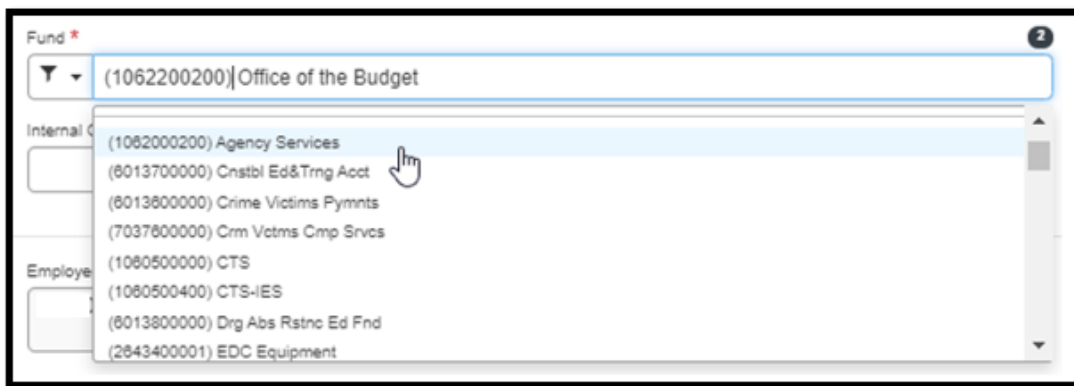 Fund *
2
(1062200200) Office of the Budget
Internal
(1062000200) Agency Services
(6013700000) Cnstbl Ed&Trng Acct
(6013600000) Crime Victims Pymnts
(7037600000) Crm Vctms Cmp Srvcs
(1060500000) CTS
Employe
(1060500400) CTS-IES
(6013800000) Drg Abs Rstnc Ed Fnd
(2643400001) EDC Equipment